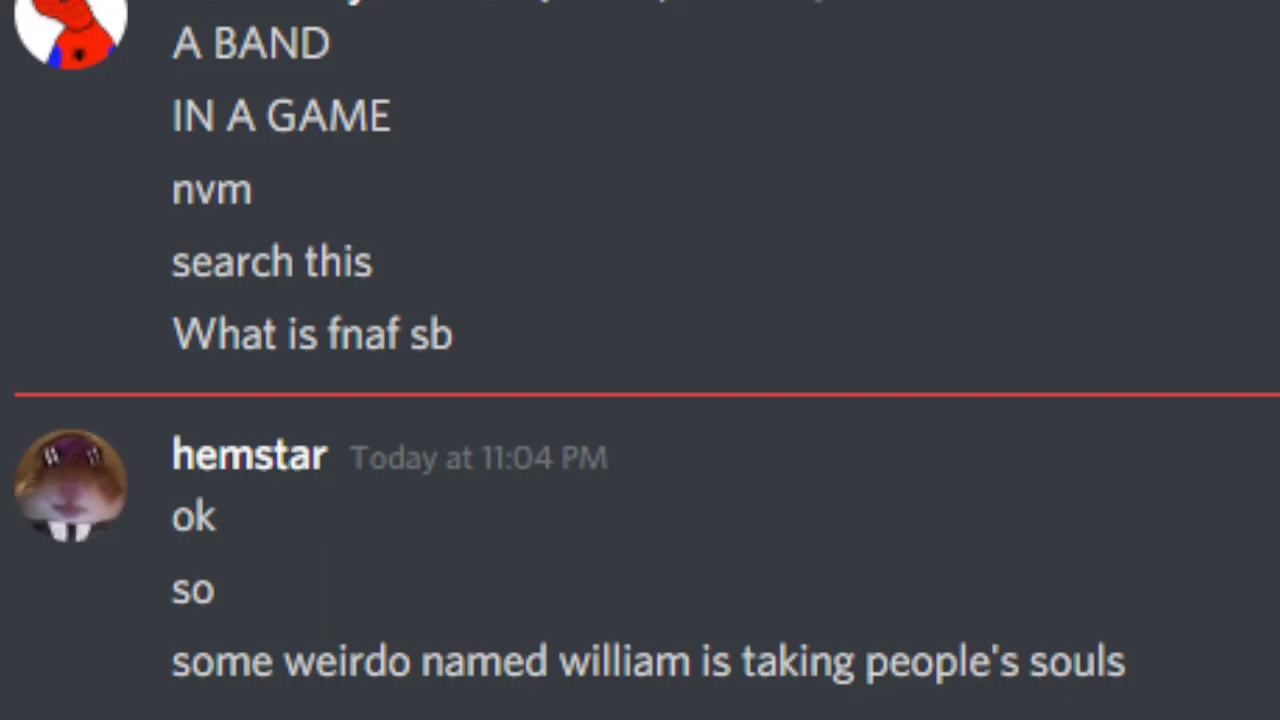 A BAND
IN A GAME
nvm
search this
What is fnaf sb
hemstar Today at 11:04 PM
ok
so
some weirdo named william is taking people's souls